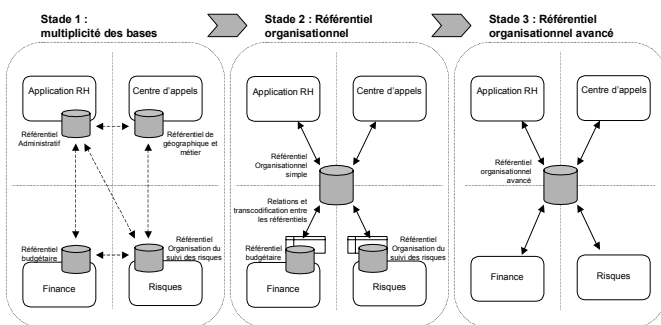 Stade 1 :
multiplicité des bases
Stade 2 : Référentiel
organisationnel
Stade 3 : Référentiel
organisationnel avancé
Application RH
Centre d’appels
Référentiel
Administratif
Référentiel de
géographique et
métier
Référentiel
budgétaire
Référentiel
Organisation du
suivi des risques
Finance
Risques
Application RH
Centre d’appels
Référentiel
Organisationnel
simple
Relations et
transcodification entre
les référentiels
Référentiel
budgétaire
Référentiel
Organisation du
suivi des risques
Finance
Risques
Application RH
Centre d’appels
Référentiel
organisationnel
avancé
Finance
Risques